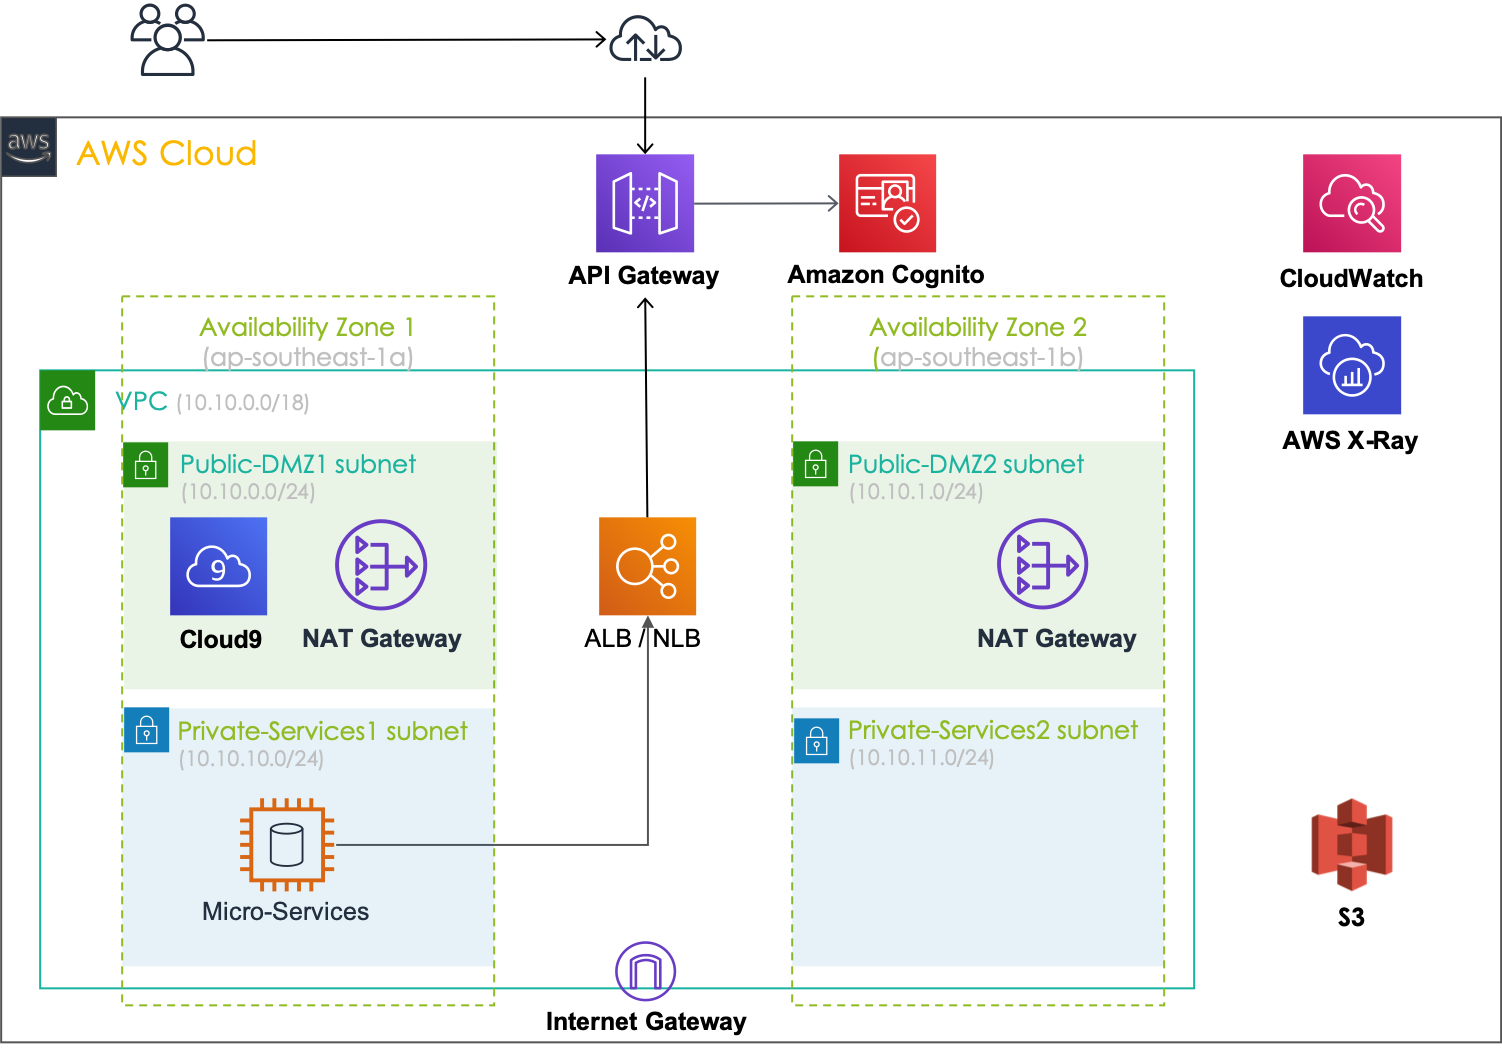 aws
AWS Cloud
API Gateway
Amazon Cognito
CloudWatch
Availability Zone 1
(ap-southeast-1a)
Availability Zone 2
(ap-southeast-1b)
AWS X-Ray
VPC (10.10.0.0/18)
Public-DMZ1 subnet
(10.10.0.0/24)
Public-DMZ2 subnet
(10.10.1.0/24)
9
Cloud9
NAT Gateway
ALB / NLB
NAT Gateway
Private-Services1 subnet
(10.10.10.0/24)
Private-Services2 subnet
(10.10.11.0/24)
Micro-Services
S3
Internet Gateway